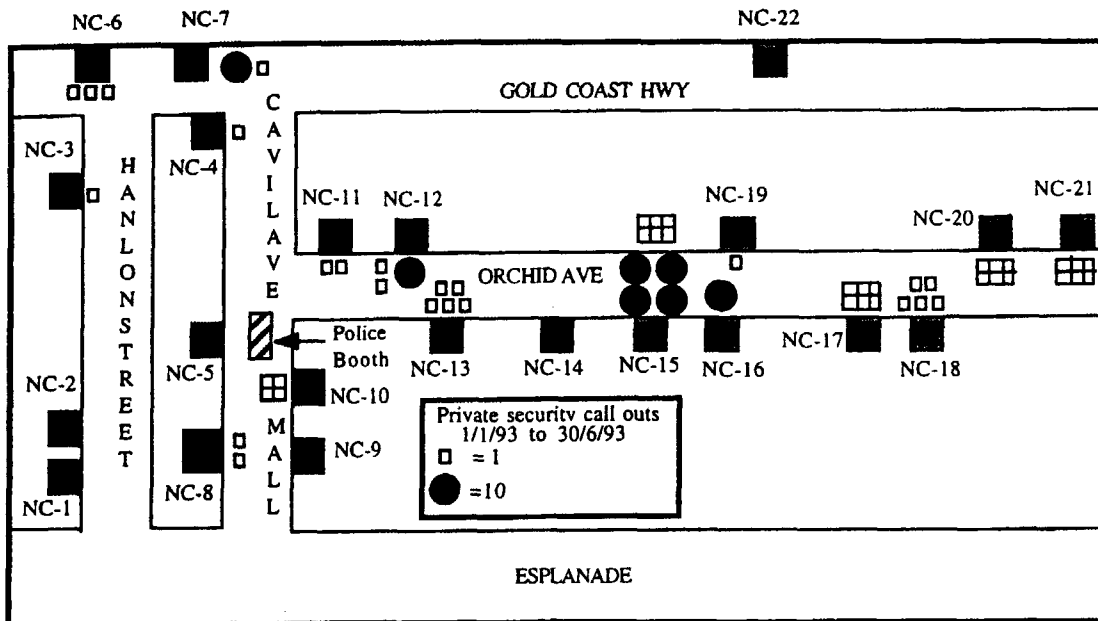 NC-6
NC-7
NC-22
GOLD COAST HWY
NC-3
NC-4
HANLONSTREET
CAVILAVE
MALL
NC-11
NC-12
NC-19
NC-20
NC-21
ORCHID AVE
Police
Booth
NC-2
NC-5
NC-10
NC-13
NC-14
NC-15
NC-16
NC-17
NC-18
NC-1
NC-8
NC-9
Private security call outs
1/1/93 to 30/6/93
= 1
=10
ESPLANADE